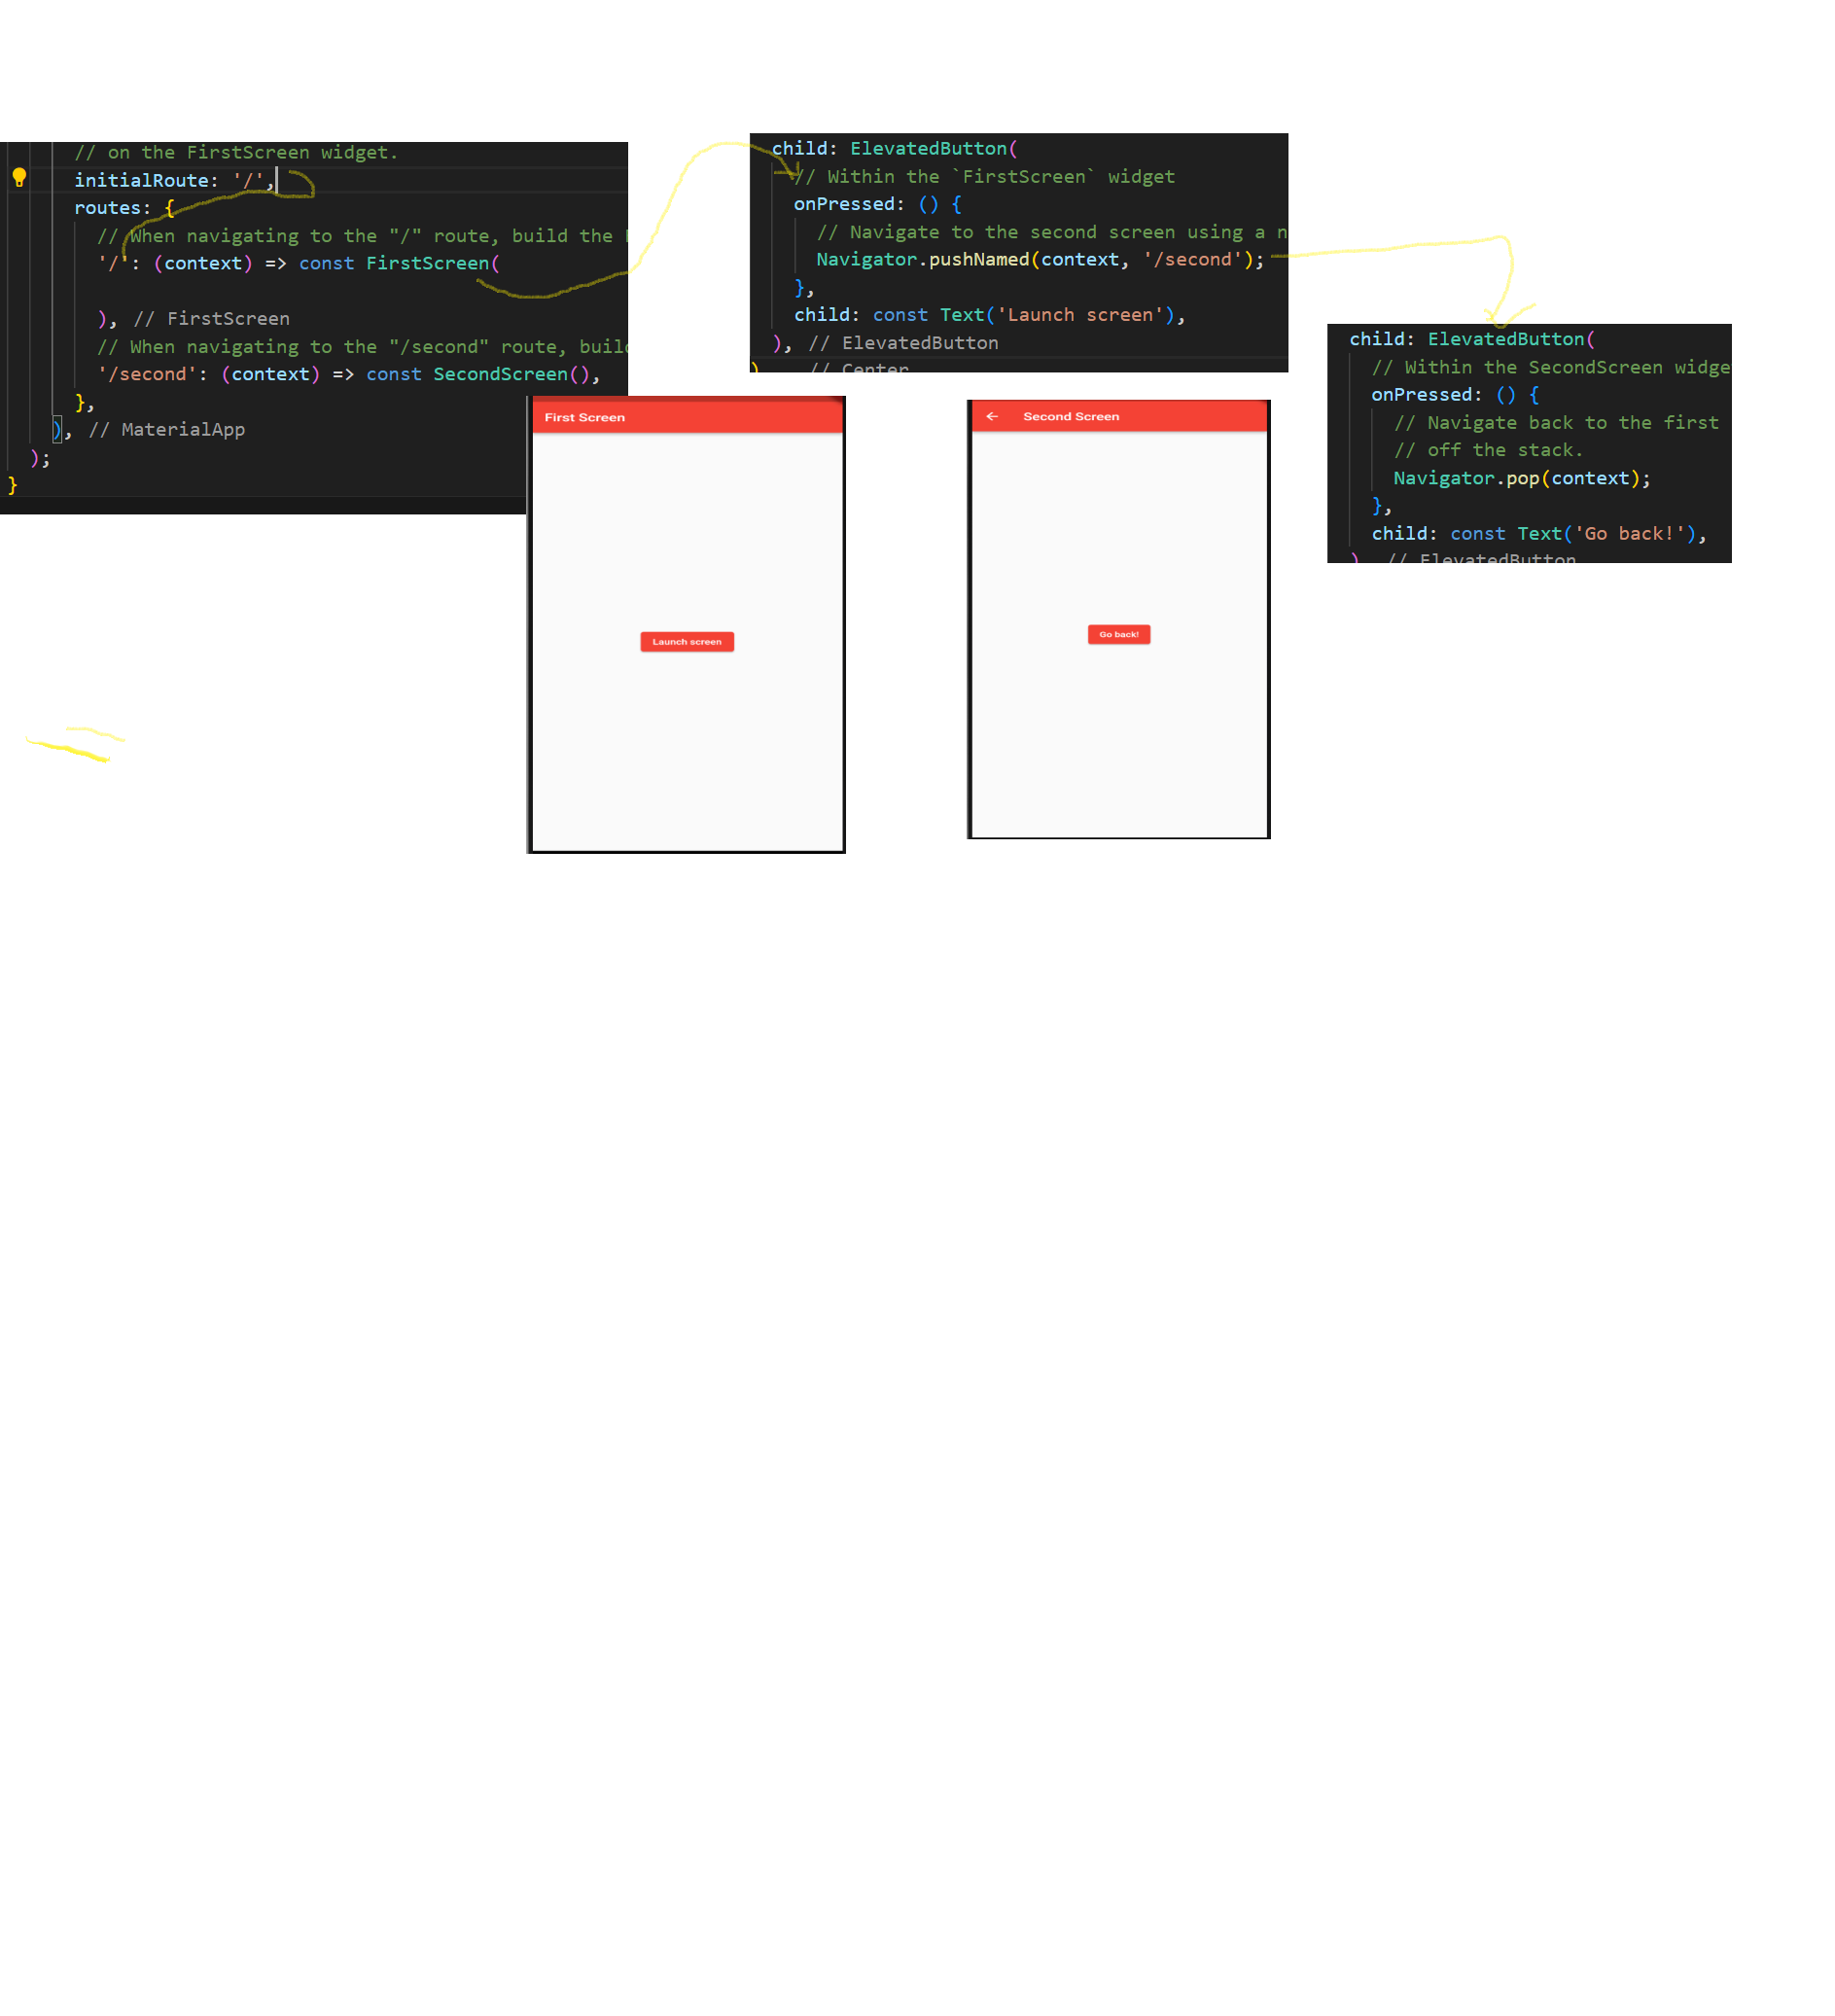 // on the FirstScreen widget.
initialRoute: '/',
routes: {
// When navigating to the "/" route, build the
'/': (context) => const FirstScreen(
), // FirstScreen
// When navigating to the "/second" route, buil
'/second': (context) => const SecondScreen(),
},
), // MaterialApp
);
}
child: ElevatedButton(
// Within the `FirstScreen` widget
onPressed: () {
// Navigate to the second screen using a n
Navigator.pushNamed(context, '/second');
},
child: const Text('Launch screen'),
), // ElevatedButton
) // Center
child: ElevatedButton(
// Within the SecondScreen widge
onPressed: () {
// Navigate back to the first
// off the stack.
Navigator.pop(context);
},
child: const Text('Go back!'),
) // ElevatedButton
First Screen
Launch screen
Second Screen
Go back!